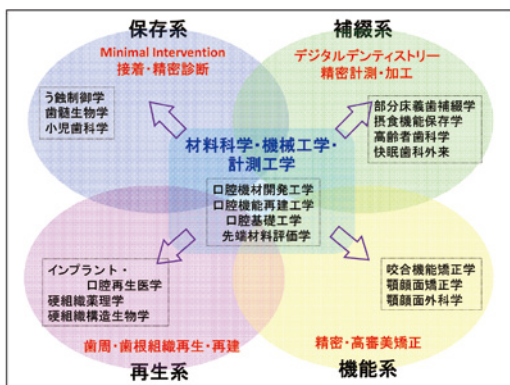 保存系
Minimal Intervention
接着・精密診断
う蝕制御学
歯髄生物学
小児歯科学
補綴系
デジタルデンティストリー
精密計測・加工
部分床義歯補綴学
摂食機能保存学
高齢者歯科学
快眠歯科外来
材料科学・機械工学・
計測工学
口腔機材開発工学
口腔機能再建工学
口腔基礎工学
先端材料評価学
インプラント・
口腔再生医学
硬組織薬理学
硬組織構造生物学
歯周・歯根組織再生・再建
再生系
咬合機能矯正学
顎顔面矯正学
顎顔面外科学
精密・高審美矯正
機能系